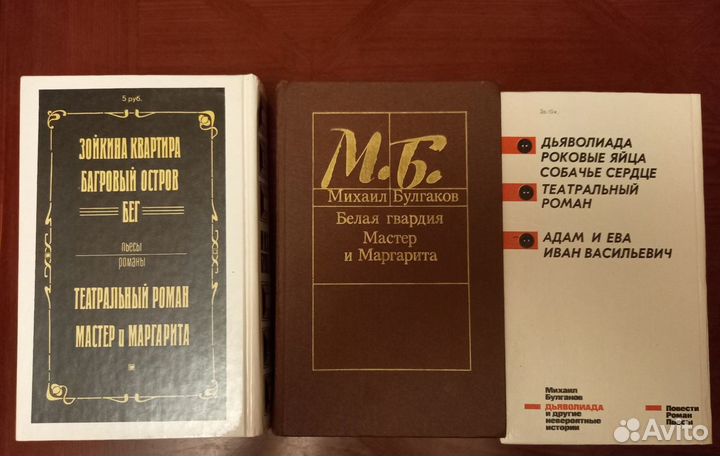 5 руб.
ЗОЙКИНА КВАРТИРА
БАГРОВЫЙ ОСТРОВ
БЕГ
пьесы
романы
ТЕАТРАЛЬНЫЙ РОМАН
МАСТЕР и МАРГАРИТА
М.Б.
Михаил Булгаков
Белая гвардия
Мастер
и Маргарита
ДЬЯВОЛИАДА
РОКОВЫЕ ЯЙЦА
СОБАЧЬЕ СЕРДЦЕ
ТЕАТРАЛЬНЫЙ
РОМАН
АДАМ И ЕВА
ИВАН ВАСИЛЬЕВИЧ
Михаил
Булгаков
ДЬЯВОЛИАДА
и другие
невероятные
истории
Повести
Роман
Пьесы
Avito